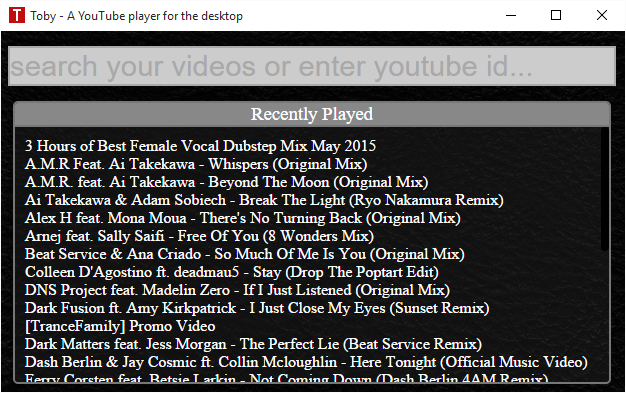 T Toby - A YouTube player for the desktop
search your videos or enter youtube id...
Recently Played
3 Hours of Best Female Vocal Dubstep Mix May 2015
A.M.R Feat. Ai Takekawa - Whispers (Original Mix)
A.M.R. feat. Ai Takekawa - Beyond The Moon (Original Mix)
Ai Takekawa & Adam Sobiech - Break The Light (Ryo Nakamura Remix)
Alex H feat. Mona Moua - There's No Turning Back (Original Mix)
Arnej feat. Sally Saifi - Free Of You (8 Wonders Mix)
Beat Service & Ana Criado - So Much Of Me Is You (Original Mix)
Colleen D'Agostino ft. deadmau5 - Stay (Drop The Poptart Edit)
DNS Project feat. Madelin Zero - If I Just Listened (Original Mix)
Dark Fusion ft. Amy Kirkpatrick - I Just Close My Eyes (Sunset Remix)
[TranceFamily] Promo Video
Dark Matters feat. Jess Morgan - The Perfect Lie (Beat Service Remix)
Dash Berlin & Jay Cosmic ft. Collin Mcloughlin - Here Tonight (Official Music Video)
Ferry Corsten feat. Betsie Larkin - Not Coming Down (Dash Berlin 4AM Remix)